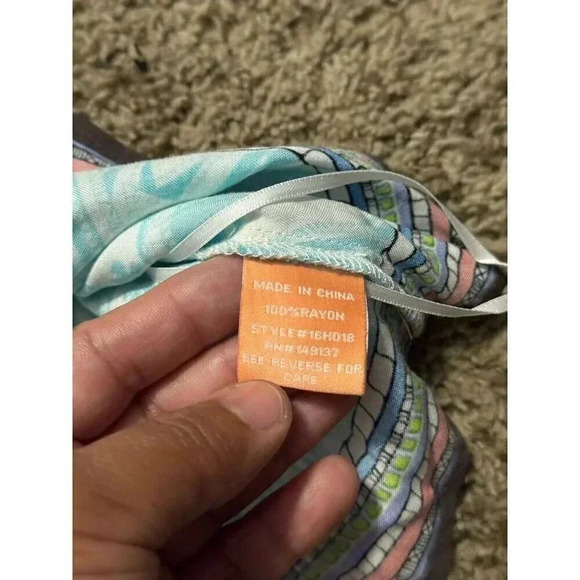 MADE IN CHINA
100%RAYON
STYLE#16H018
RN#149137
SEE REVERSE FOR
CARE